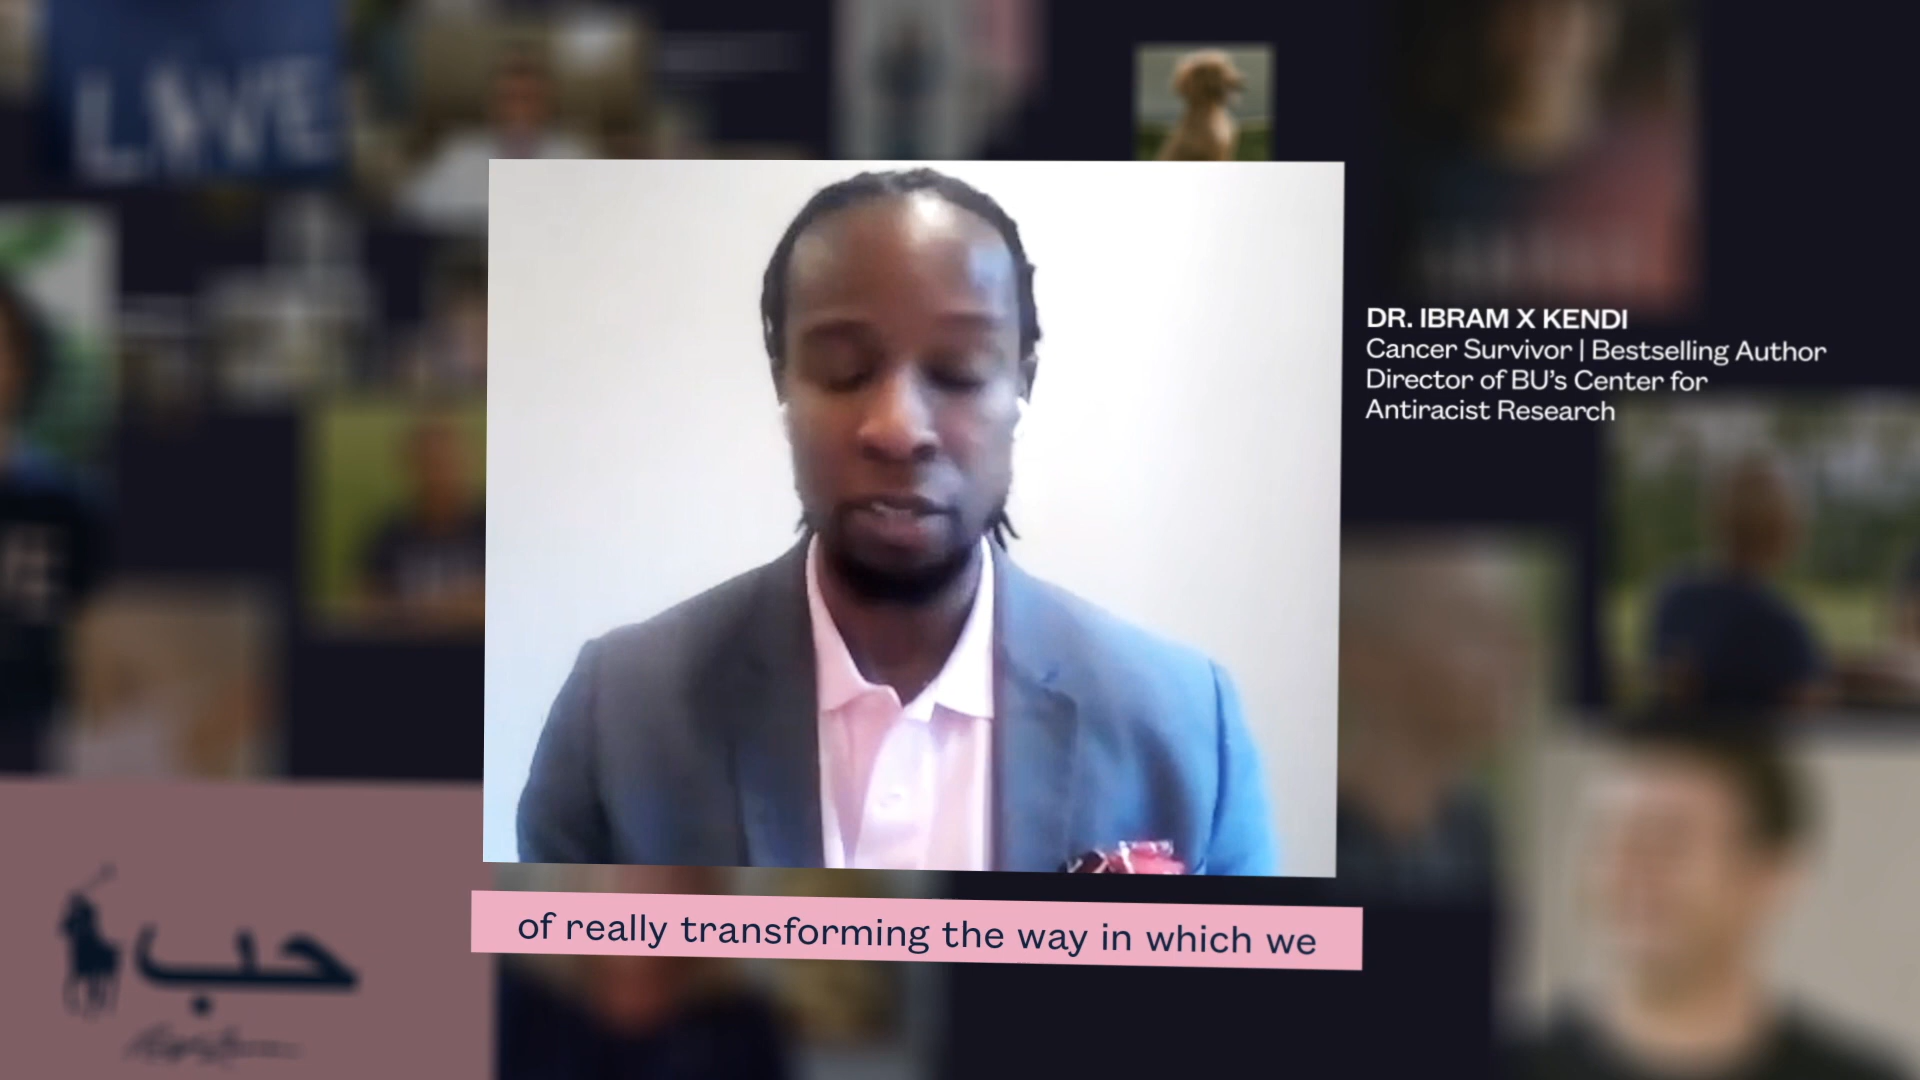 LIVE
DR. IBRAM X KENDI
Cancer Survivor | Bestselling Author
Director of BU's Center for
Antiracist Research
of really transforming the way in which we
حب